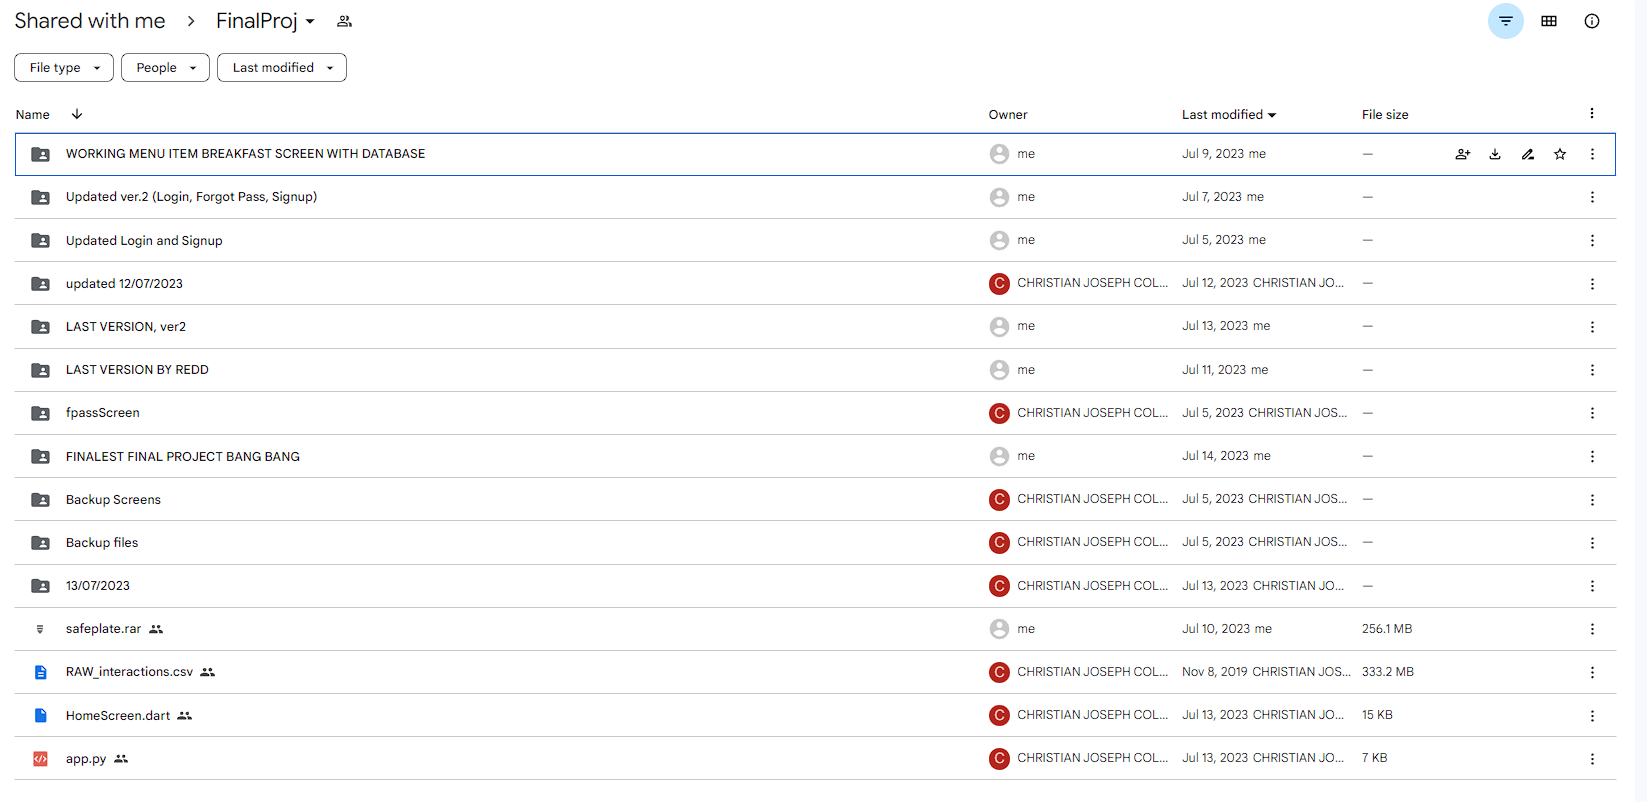 Shared with me > FinalProj
File type People Last modified
Name Owner Last modified File size
WORKING MENU ITEM BREAKFAST SCREEN WITH DATABASE me Jul 9, 2023 me —
Updated ver.2 (Login, Forgot Pass, Signup) me Jul 7, 2023 me —
Updated Login and Signup me Jul 5, 2023 me —
updated 12/07/2023 C CHRISTIAN JOSEPH COL... Jul 12, 2023 CHRISTIAN JO... —
LAST VERSION, ver2 me Jul 13, 2023 me —
LAST VERSION BY REDD me Jul 11, 2023 me —
fpassScreen C CHRISTIAN JOSEPH COL... Jul 5, 2023 CHRISTIAN JOS... —
FINALEST FINAL PROJECT BANG BANG me Jul 14, 2023 me —
Backup Screens C CHRISTIAN JOSEPH COL... Jul 5, 2023 CHRISTIAN JOS... —
Backup files C CHRISTIAN JOSEPH COL... Jul 5, 2023 CHRISTIAN JOS... —
13/07/2023 C CHRISTIAN JOSEPH COL... Jul 13, 2023 CHRISTIAN JO... —
safeplate.rar me Jul 10, 2023 me 256.1 MB
RAW_interactions.csv C CHRISTIAN JOSEPH COL... Nov 8, 2019 CHRISTIAN JOS... 333.2 MB
HomeScreen.dart C CHRISTIAN JOSEPH COL... Jul 13, 2023 CHRISTIAN JO... 15 KB
app.py C CHRISTIAN JOSEPH COL... Jul 13, 2023 CHRISTIAN JO... 7 KB